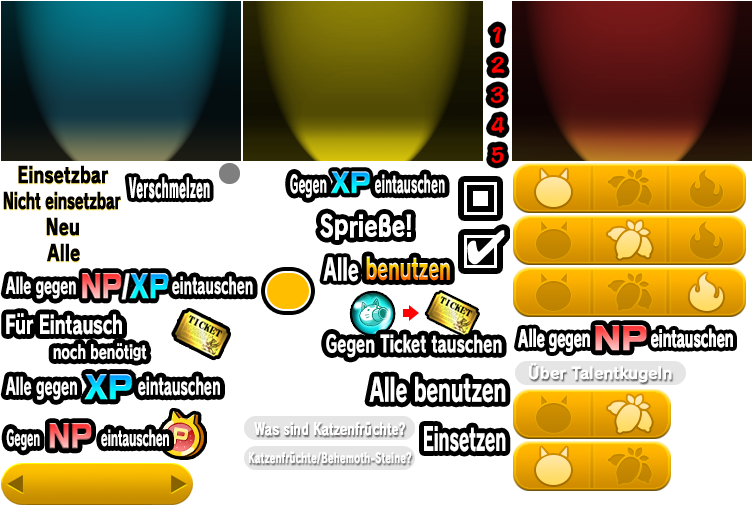 1
2
3
4
5
Einsetzbar
Nicht einsetzbar
Neu
Alle
Verschmelzen
Gegen XP eintauschen
Sprieße!
Alle benutzen
Alle gegen NP/XP eintauschen
Für Eintausch
noch benötigt
TICKET
TICKET
Gegen Ticket tauschen
Alle gegen NP eintauschen
Über Talentkugeln
Alle gegen XP eintauschen
Alle benutzen
Gegen NP eintauschen
P
Was sind Katzenfrüchte?
Katzenfrüchte/Behemoth-Steine?
Einsetzen